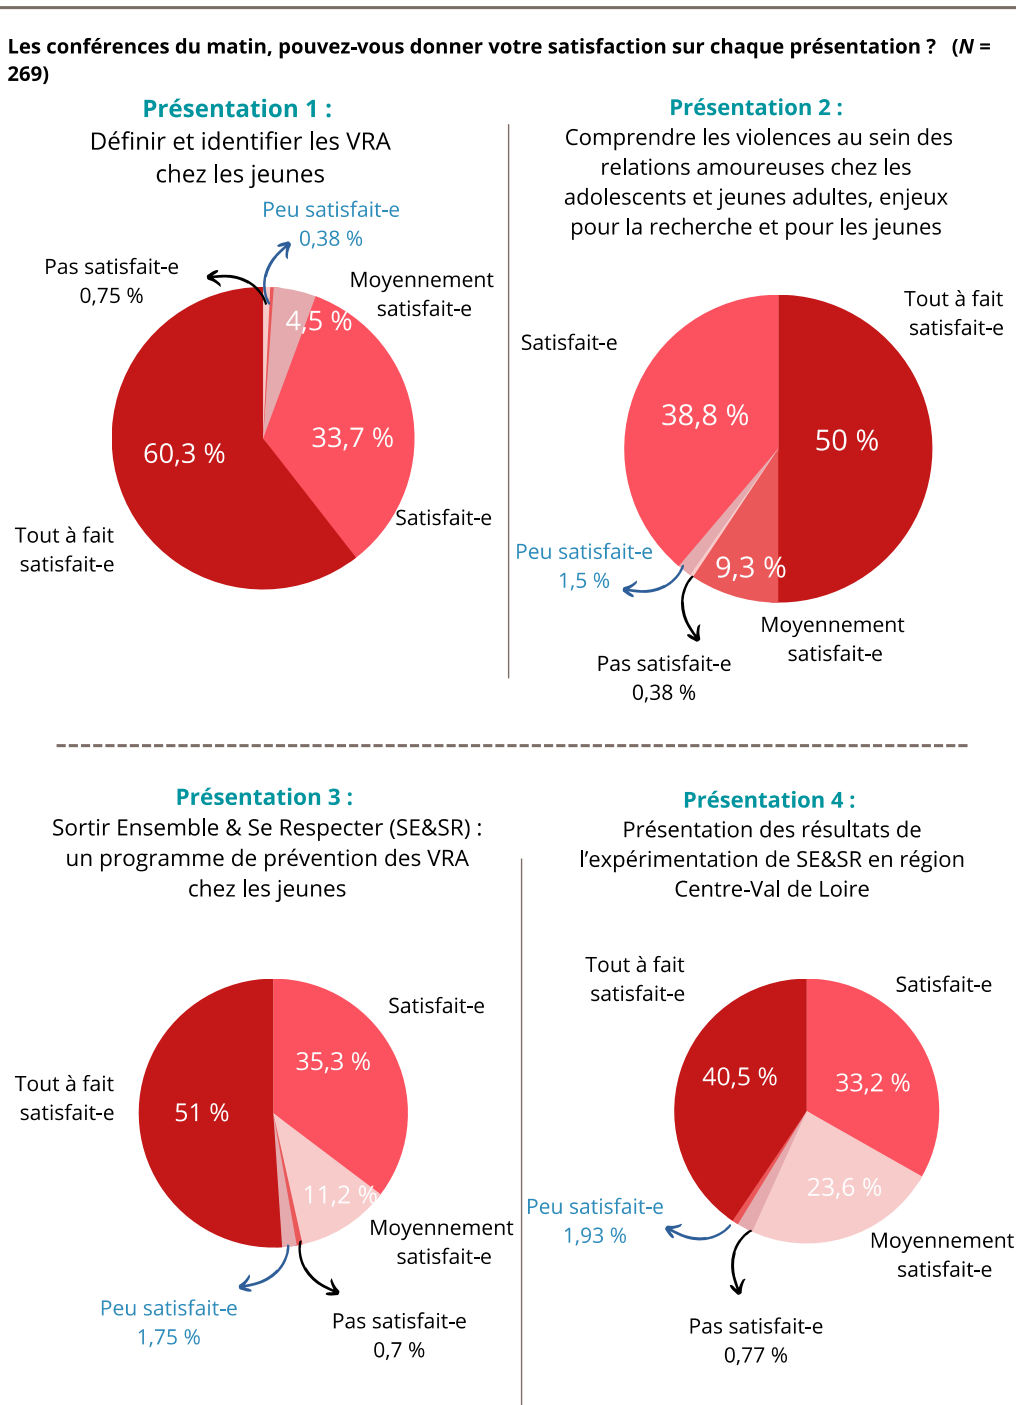 Les conférences du matin, pouvez-vous donner votre satisfaction sur chaque présentation ? (N =
269)
Présentation 1 :
Définir et identifier les VRA
chez les jeunes
Peu satisfait-e
0,38 %
Pas satisfait-e
0,75 %
Moyennement
satisfait-e
4,5 %
60,3 %
33,7 %
Satisfait-e
Tout à fait
satisfait-e
Présentation 2 :
Comprendre les violences au sein des
relations amoureuses chez les
adolescents et jeunes adultes, enjeux
pour la recherche et pour les jeunes
Tout à fait
satisfait-e
Satisfait-e
38,8 %
50 %
Peu satisfait-e
1,5 %
9,3 %
Moyennement
satisfait-e
Pas satisfait-e
0,38 %
Présentation 3 :
Sortir Ensemble & Se Respecter (SE&SR) :
un programme de prévention des VRA
chez les jeunes
Satisfait-e
35,3 %
Tout à fait
satisfait-e
51 %
11,2 %
Moyennement
satisfait-e
Peu satisfait-e
1,75 %
Pas satisfait-e
0,7 %
Présentation 4 :
Présentation des résultats de
l'expérimentation de SE&SR en région
Centre-Val de Loire
Tout à fait
satisfait-e
Satisfait-e
40,5 %
33,2 %
23,6 %
Peu satisfait-e
1,93 %
Moyennement
satisfait-e
Pas satisfait-e
0,77 %